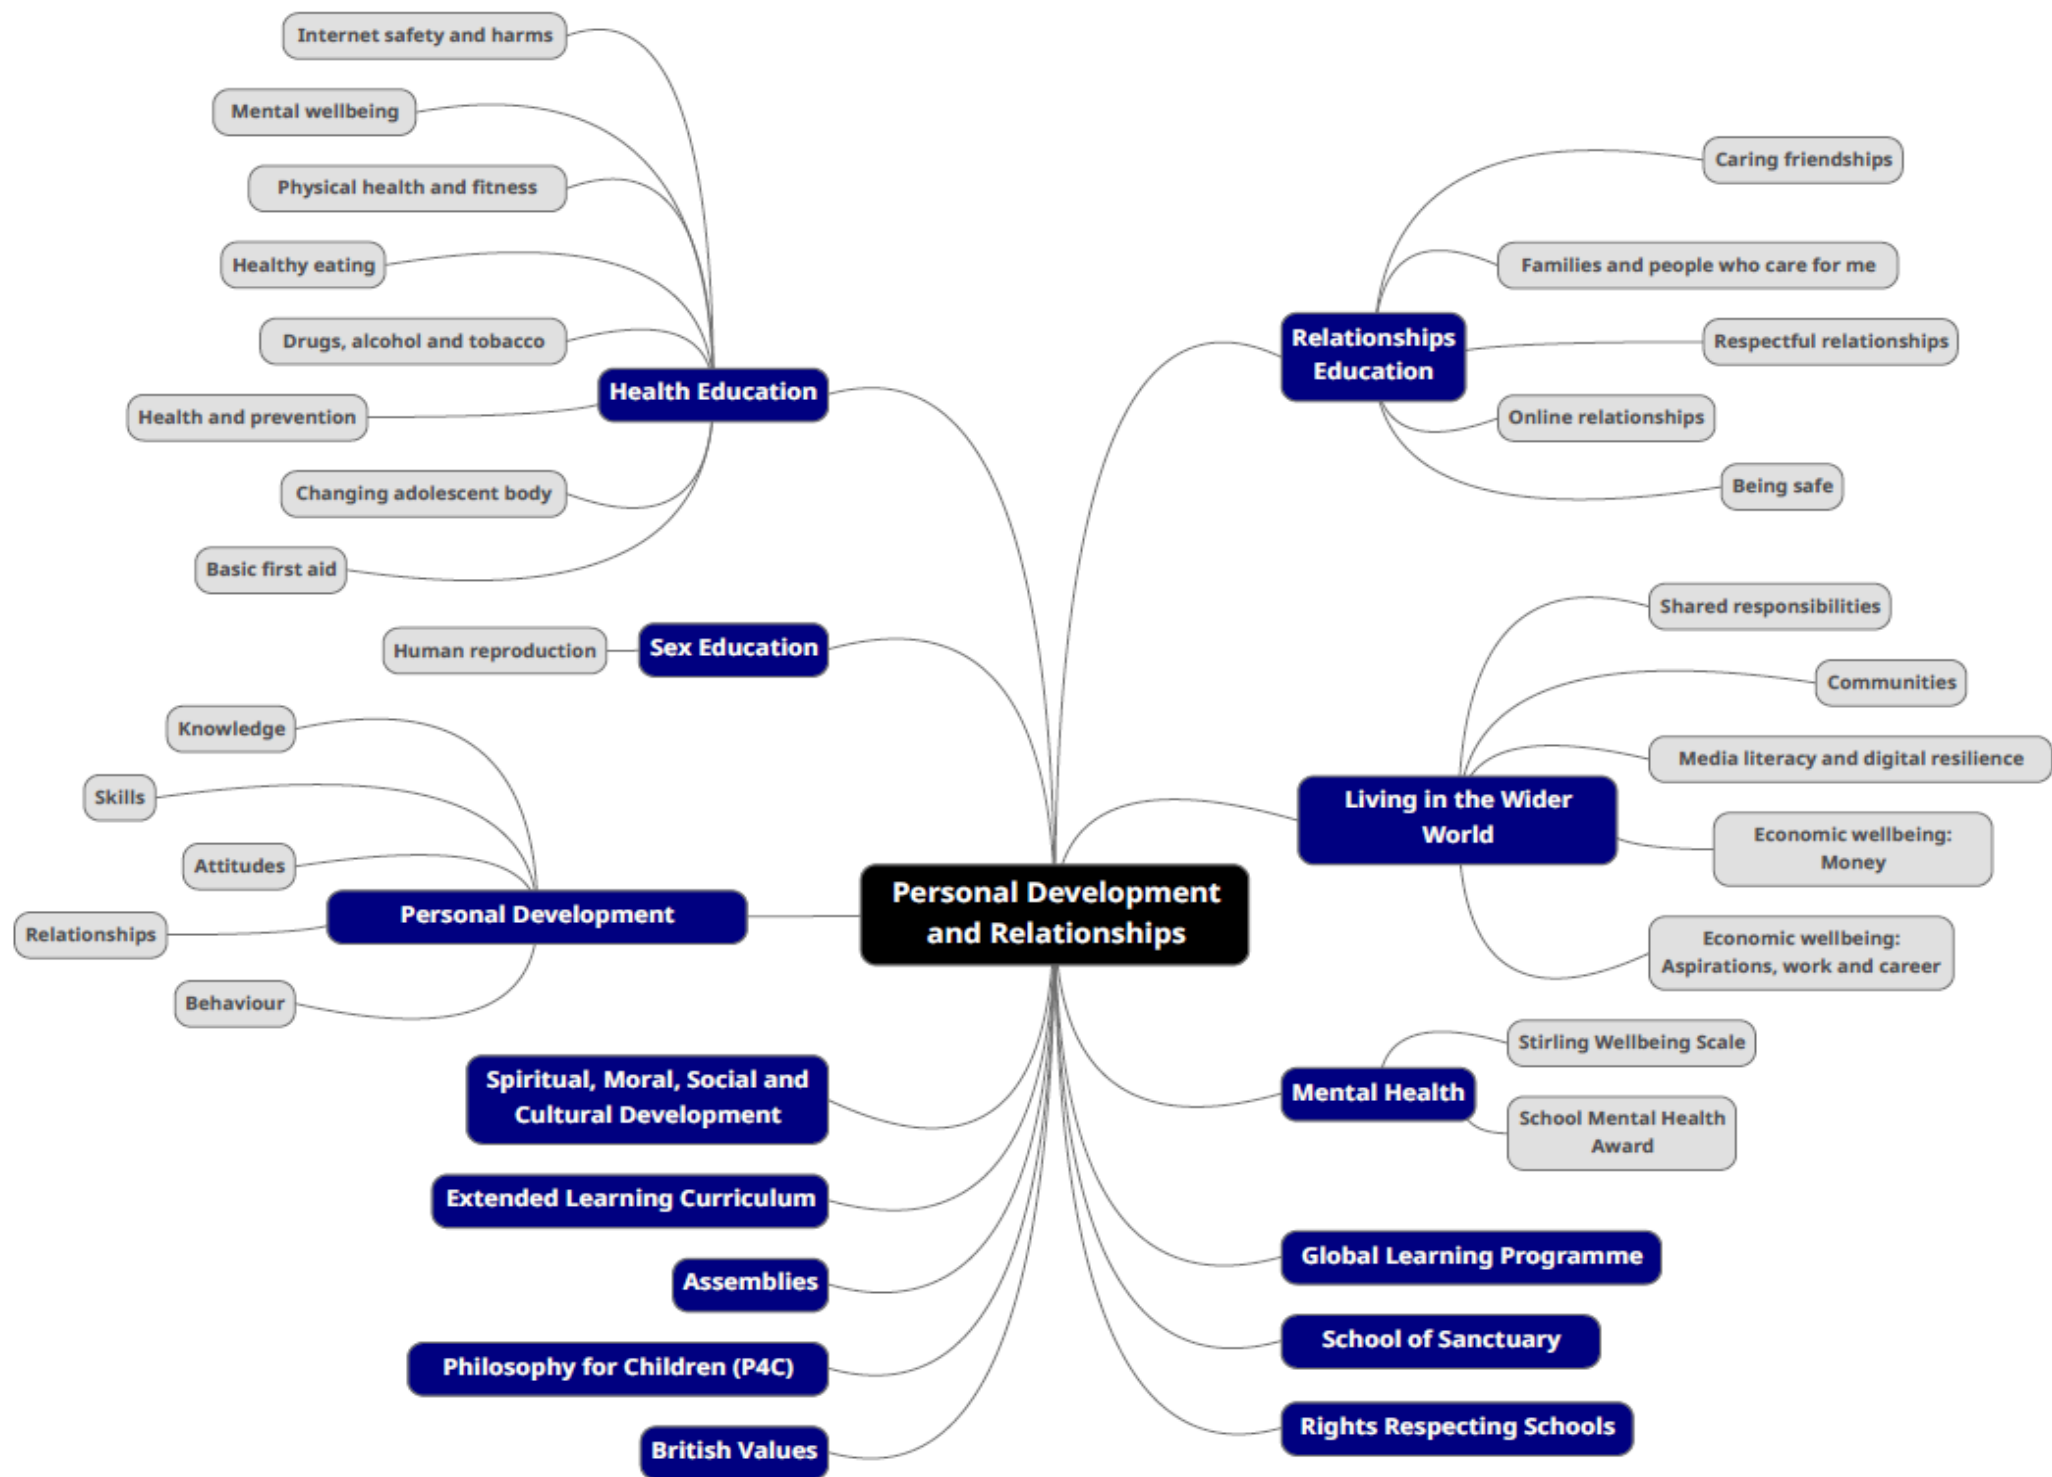 Internet safety and harms
Mental wellbeing
Physical health and fitness
Healthy eating
Drugs, alcohol and tobacco
Health Education
Health and prevention
Changing adolescent body
Basic first aid
Human reproduction
Sex Education
Knowledge
Skills
Attitudes
Personal Development
Relationships
Behaviour
Spiritual, Moral, Social and
Cultural Development
Extended Learning Curriculum
Assemblies
Philosophy for Children (P4C)
British Values
Personal Development
and Relationships
Caring friendships
Families and people who care for me
Relationships
Education
Respectful relationships
Online relationships
Being safe
Shared responsibilities
Communities
Media literacy and digital resilience
Living in the Wider
World
Economic wellbeing:
Money
Economic wellbeing:
Aspirations, work and career
Stirling Wellbeing Scale
Mental Health
School Mental Health
Award
Global Learning Programme
School of Sanctuary
Rights Respecting Schools